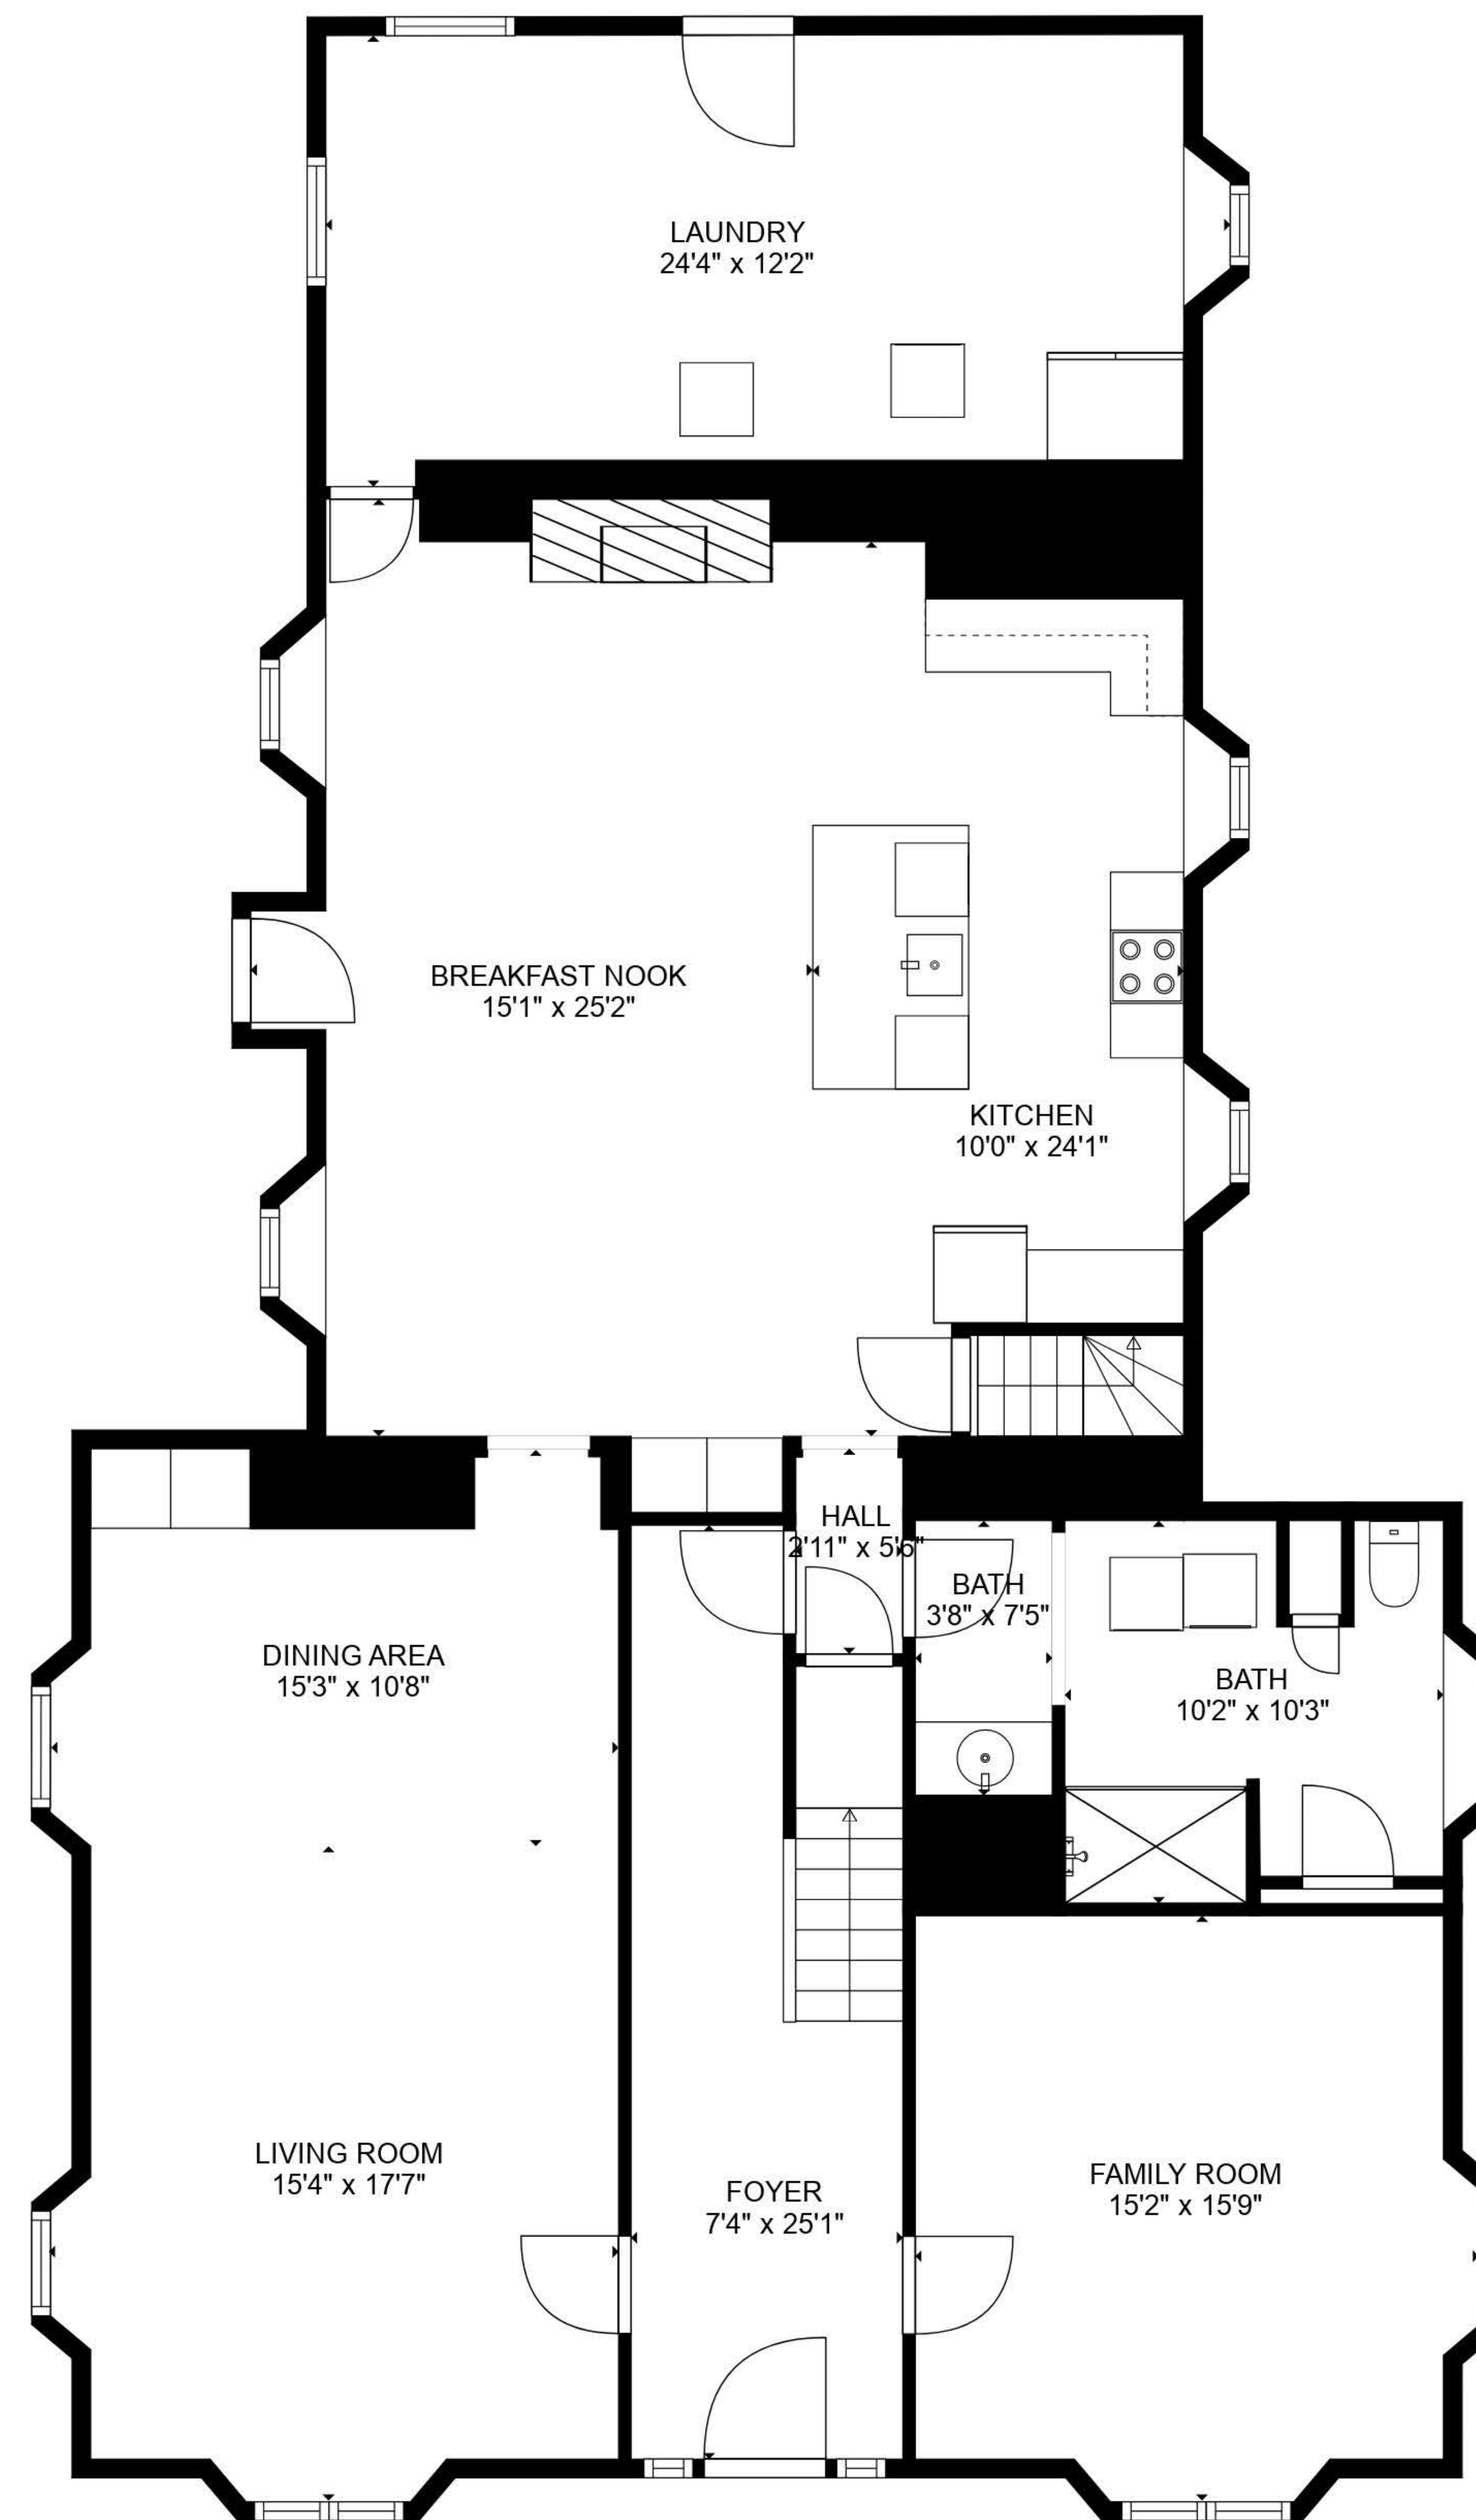 LAUNDRY
24'4" x 12'2"
BREAKFAST NOOK
15'1" x 25'2"
KITCHEN
10'0" x 24'1"
HALL
2'11" x 5'6"
BATH
3'8" x 7'5"
DINING AREA
15'3" x 10'8"
BATH
10'2" x 10'3"
LIVING ROOM
15'4" x 17'7"
FOYER
7'4" x 25'1"
FAMILY ROOM
15'2" x 15'9"